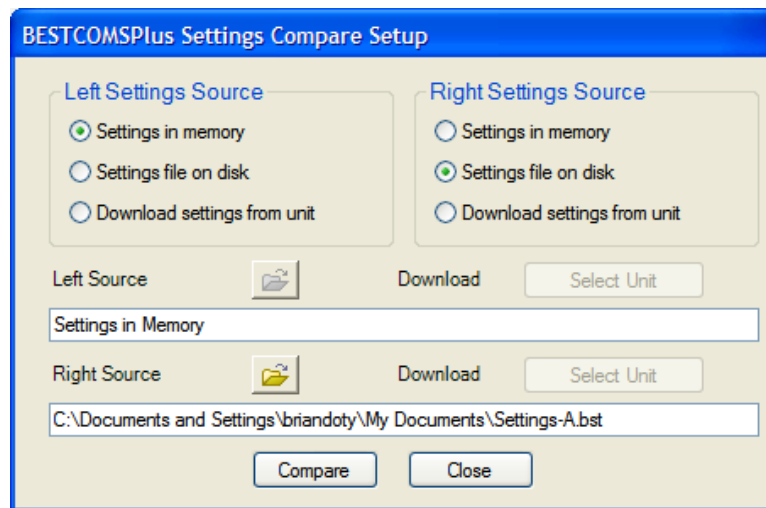 BESTCOMSPlus Settings Compare Setup
Left Settings Source
Right Settings Source
Settings in memory
Settings in memory
Settings file on disk
Settings file on disk
Download settings from unit
Download settings from unit
Left Source
Download
Select Unit
Settings in Memory
Right Source
Download
Select Unit
C:\Documents and Settings\briandoty\My Documents\Settings-A.bst
Compare
Close